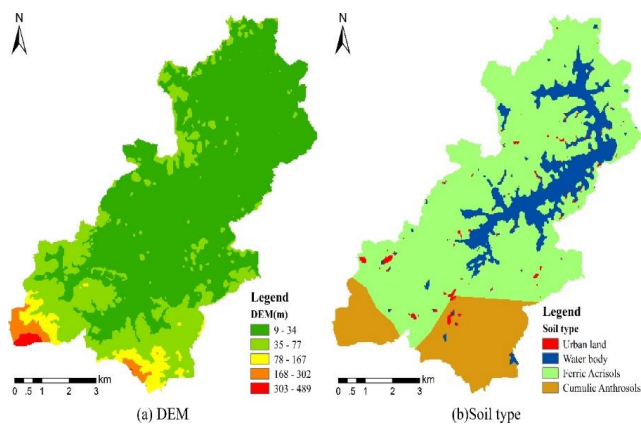 N
N
Legend
DEM(m)
9 - 34
35 - 77
78 - 167
168 - 302
303 - 489
0 .5 1 2 3 km
(a) DEM
Legend
Soil type
Urban land
Water body
Ferric Acrisols
Cumulic Anthrosols
0 .5 1 2 3 km
(b)Soil type